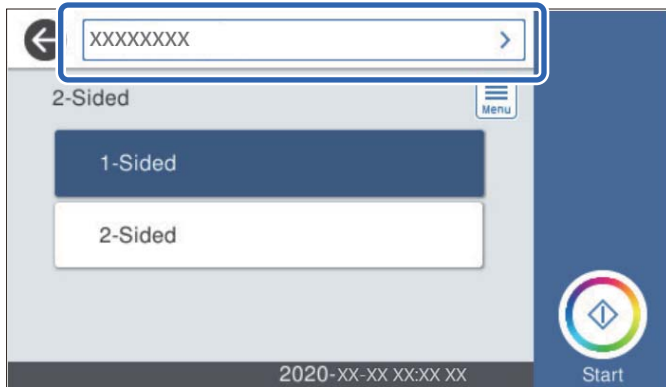 XXXXXXXX
2-Sided
Menu
1-Sided
2-Sided
2020-XX-XX XX:XX XX
Start